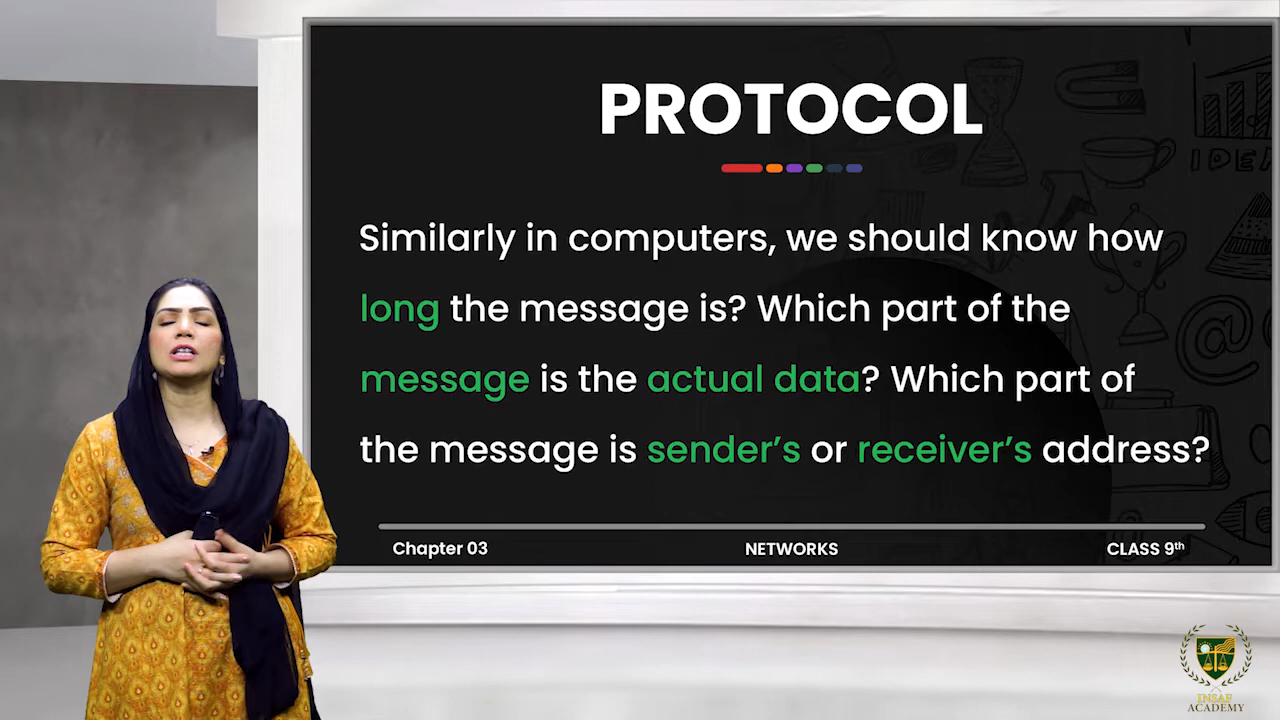 PROTOCOL
Similarly in computers, we should know how
long the message is? Which part of the
message is the actual data? Which part of
the message is sender's or receiver's address?
Chapter 03
NETWORKS
CLASS 9th
IDEA
@
INSAF
ACADEMY